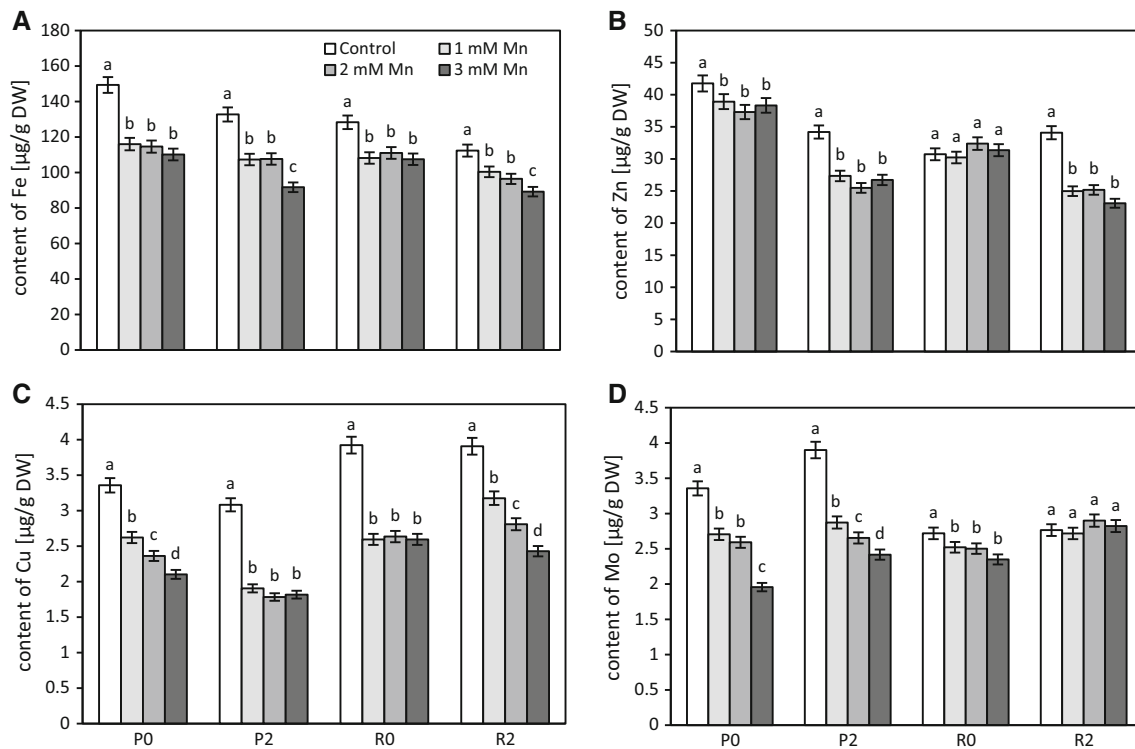 A
content of Fe [µg/g DW]
180
160
140
120
100
80
60
40
20
0
Control
1 mM Mn
2 mM Mn
3 mM Mn
a b b b
a b b c
a b b b
a b b c
B
content of Zn [µg/g DW]
50
45
40
35
30
25
20
15
10
5
0
a b b b
a b b b
a a a a
a b b b
C
content of Cu [µg/g DW]
4.5
4
3.5
3
2.5
2
1.5
1
0.5
0
a b c d
a b b b
a b b b
a b c d
P0 P2 R0 R2
D
content of Mo [µg/g DW]
4.5
4
3.5
3
2.5
2
1.5
1
0.5
0
a b b c
a b c d
a b b b
a a a a
P0 P2 R0 R2